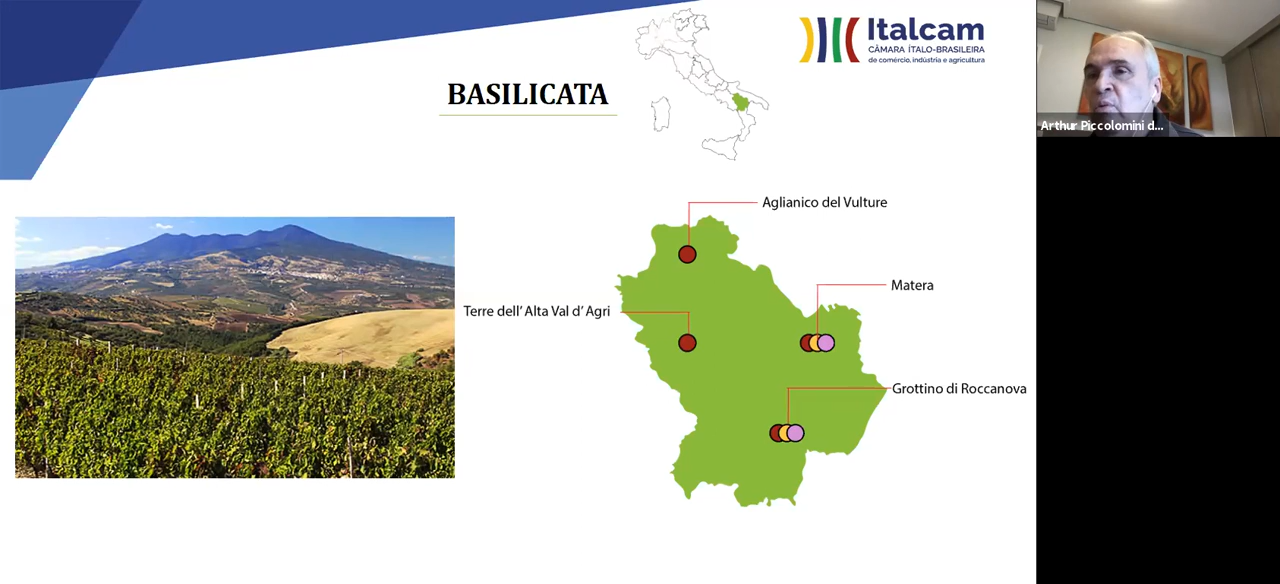 BASILICATA
Italcam
CÂMARA ÍTALO-BRASILEIRA
de comércio, indústria e agricultura
Arthur Piccolomini d...
Aglianico del Vulture
Matera
Terre dell' Alta Val d' Agri
Grottino di Roccanova